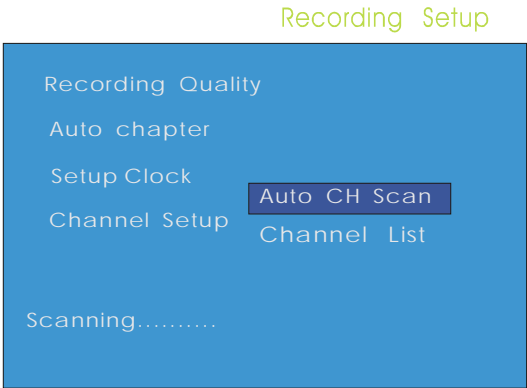 Recording Setup
Recording Quality
Auto chapter
Setup Clock
Channel Setup
Auto CH Scan
Channel List
Scanning..........